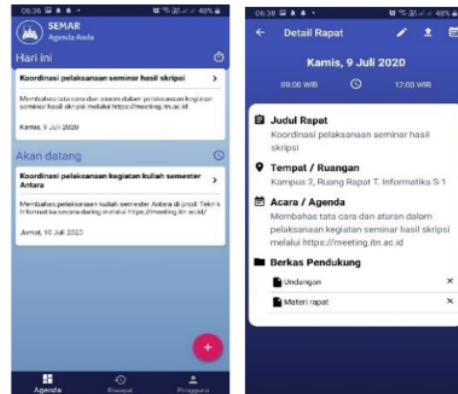 06:36
48%
SEMAR
Agenda Anda
Hari ini
Koordinasi pelaksanaan seminar hasil skripsi
Membahas tata cara dan aturan dalam pelaksanaan kegiatan
seminar hasil skripsi melalui https://meeting.itn.ac.id
Kamis, 9 Juli 2020
Akan datang
Koordinasi pelaksanaan kegiatan kuliah semester
Antara
Membahas pelaksanaan kuliah semester Antara di prodi Teknik
Informatika secara daring melalui https://meeting.itn.ac.id/
Jumat, 10 Juli 2020
+
Agenda
Riwayat
Pengguna
06:38
48%
Detail Rapat
Kamis, 9 Juli 2020
09:00 WIB
12:00 WIB
Judul Rapat
Koordinasi pelaksanaan seminar hasil
skripsi
Tempat / Ruangan
Kampus 2, Ruang Rapat T. Informatika S-1
Acara / Agenda
Membahas tata cara dan aturan dalam
pelaksanaan kegiatan seminar hasil skripsi
melalui https://meeting.itn.ac.id
Berkas Pendukung
Undangan
Materi rapat